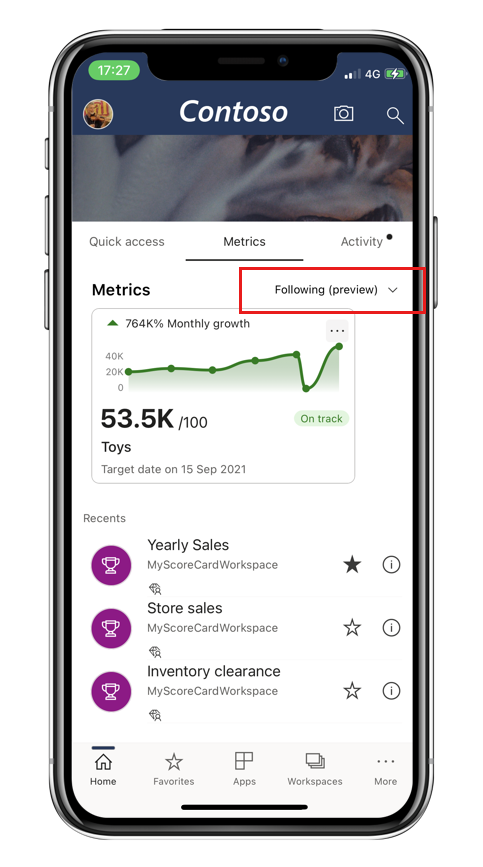 17:27
4G
Contoso
Quick access
Metrics
Activity
Metrics
Following (preview)
764K% Monthly growth
...
40K
20K
0
53.5K /100
On track
Toys
Target date on 15 Sep 2021
Recents
Yearly Sales
MyScoreCardWorkspace
Store sales
MyScoreCardWorkspace
Inventory clearance
MyScoreCardWorkspace
Home
Favorites
Apps
Workspaces
More